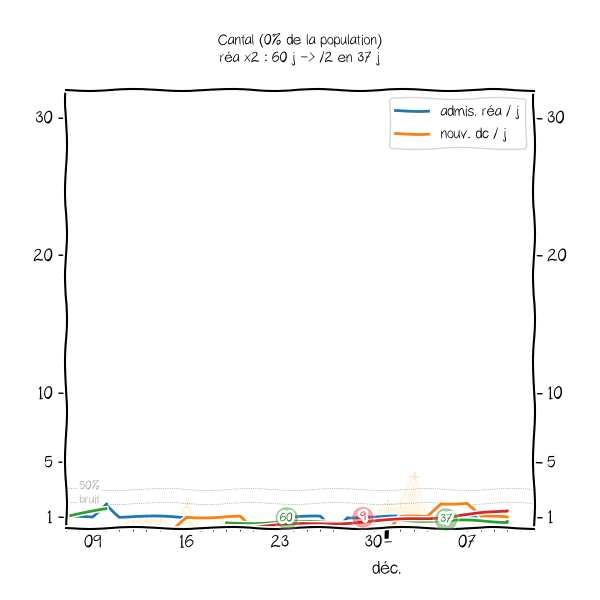 Cantal (0% de la population)
réa x2 : 60 j -> /2 en 37 j
admis. réa / j
nouv. dc / j
30 30
20 20
10 10
5 5
50%
bruit
1 1
60 9 37
09 16 23 30 07
déc.